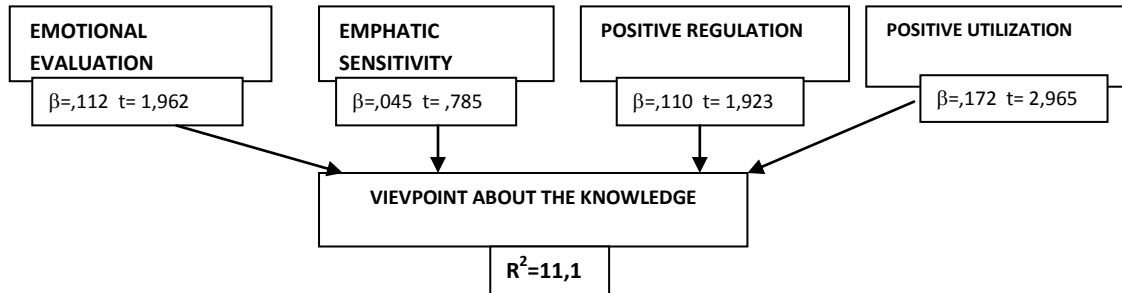 EMOTIONAL
EVALUATION
β=,112 t= 1,962
EMPHATIC
SENSITIVITY
β=,045 t= ,785
POSITIVE REGULATION
β=,110 t= 1,923
POSITIVE UTILIZATION
β=,172 t= 2,965
VIEVPOINT ABOUT THE KNOWLEDGE
R²=11,1